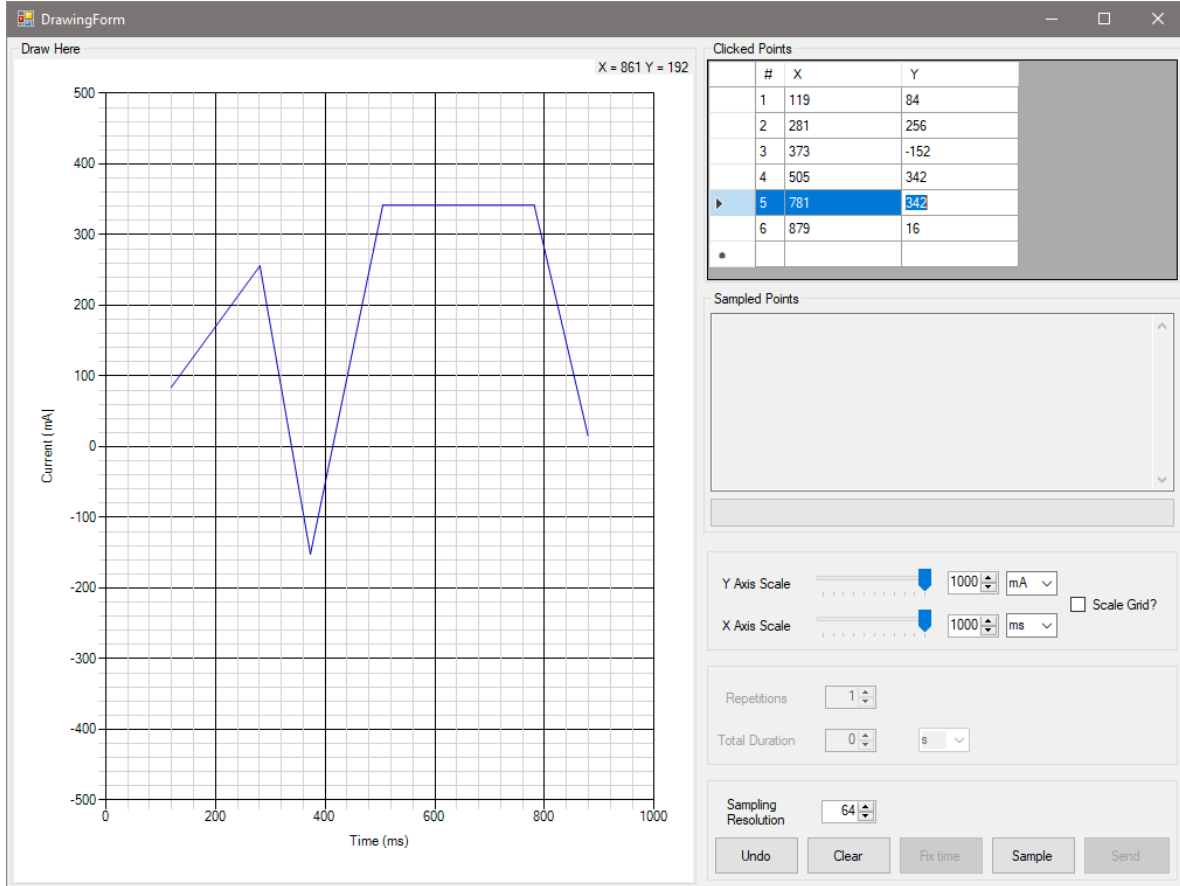 DrawingForm
Draw Here
X = 861 Y = 192
500
400
300
200
100
0
-100
-200
-300
-400
-500
Current (mA)
0 200 400 600 800 1000
Time (ms)
Clicked Points
# X Y
1 119 84
2 281 256
3 373 -152
4 505 342
5 781 342
6 879 16
*
Sampled Points
Y Axis Scale 1000 mA
X Axis Scale 1000 ms
Scale Grid?
Repetitions 1
Total Duration 0 s
Sampling
Resolution
64
Undo Clear Fix time Sample Send